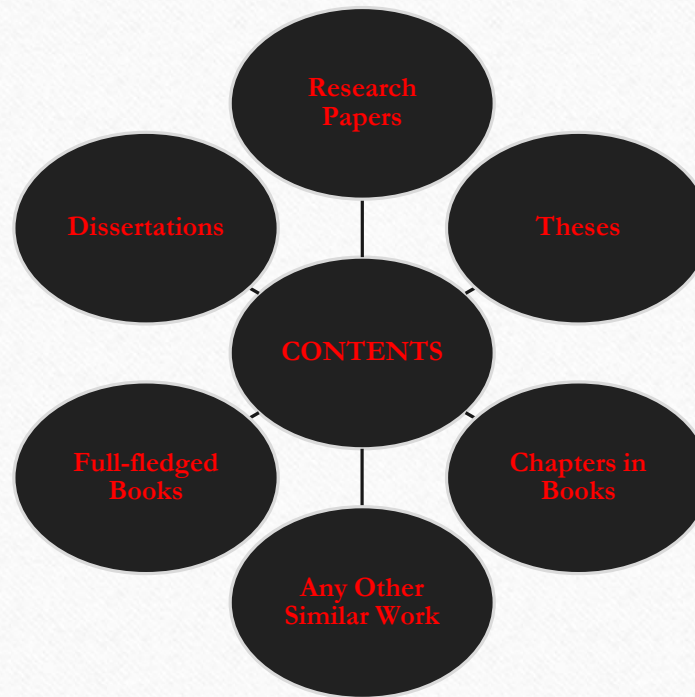 Research
Papers
Dissertations
Theses
CONTENTS
Full-fledged
Books
Chapters in
Books
Any Other
Similar Work